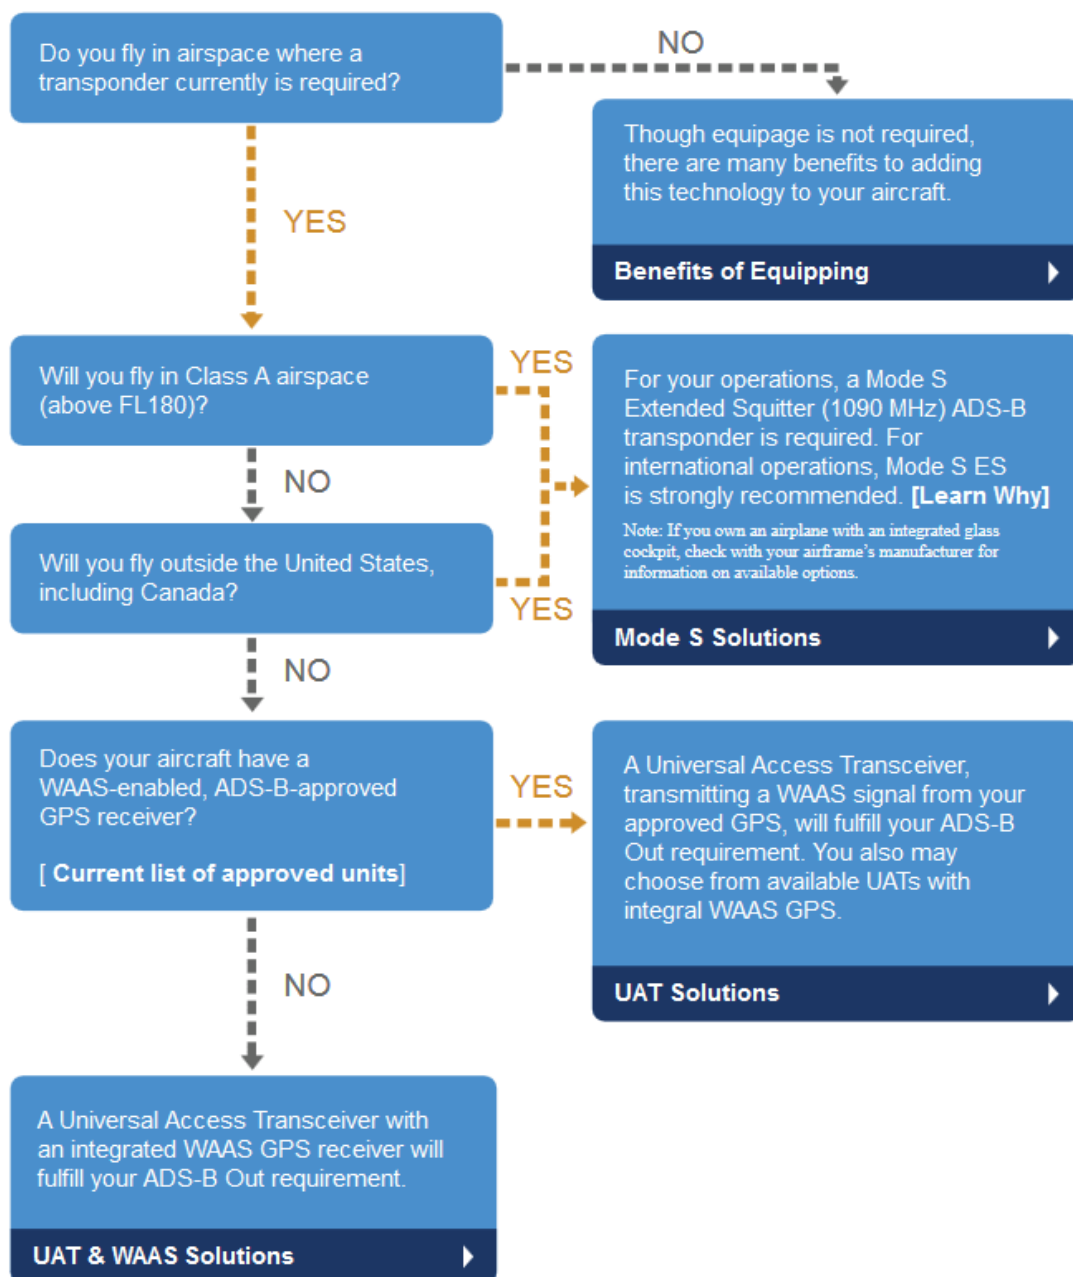 Do you fly in airspace where a
transponder currently is required?
NO
Though equipage is not required,
there are many benefits to adding
this technology to your aircraft.
Benefits of Equipping
YES
Will you fly in Class A airspace
(above FL180)?
YES
For your operations, a Mode S
Extended Squitter (1090 MHz) ADS-B
transponder is required. For
international operations, Mode S ES
is strongly recommended. [Learn Why]
Note: If you own an airplane with an integrated glass
cockpit, check with your airframe's manufacturer for
information on available options.
Mode S Solutions
NO
Will you fly outside the United States,
including Canada?
YES
NO
Does your aircraft have a
WAAS-enabled, ADS-B-approved
GPS receiver?
[ Current list of approved units]
YES
A Universal Access Transceiver,
transmitting a WAAS signal from your
approved GPS, will fulfill your ADS-B
Out requirement. You also may
choose from available UATs with
integral WAAS GPS.
UAT Solutions
NO
A Universal Access Transceiver with
an integrated WAAS GPS receiver will
fulfill your ADS-B Out requirement.
UAT & WAAS Solutions